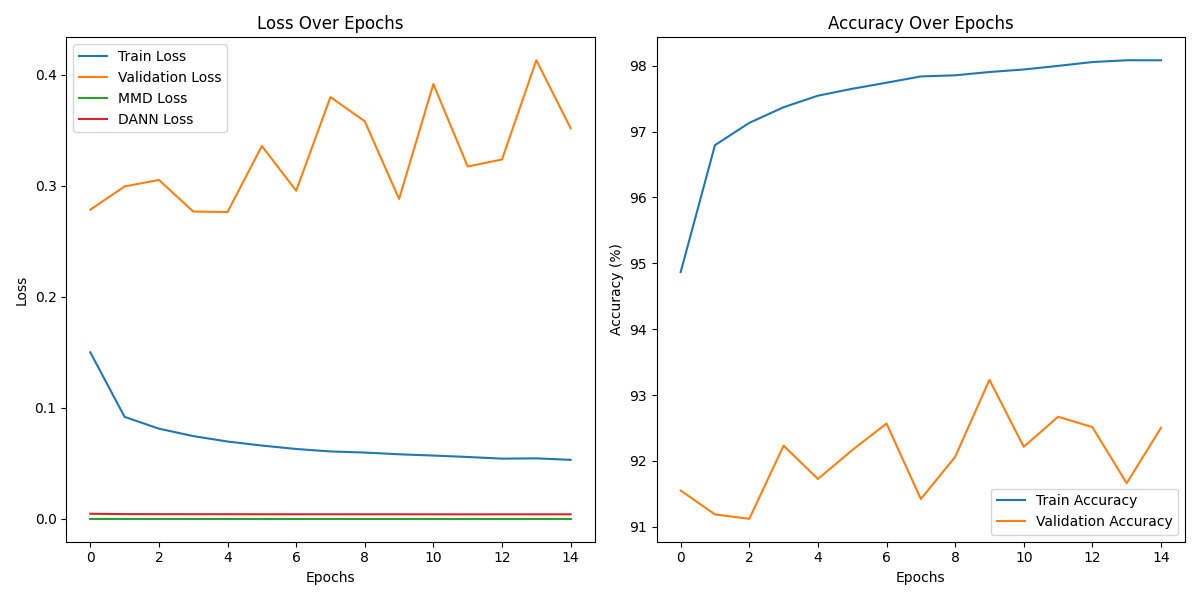 Loss Over Epochs
Train Loss
Validation Loss
MMD Loss
DANN Loss
0.4
0.3
0.2
0.1
0.0
Loss
0 2 4 6 8 10 12 14
Epochs
Accuracy Over Epochs
98
97
96
95
94
93
92
91
Accuracy (%)
Train Accuracy
Validation Accuracy
0 2 4 6 8 10 12 14
Epochs